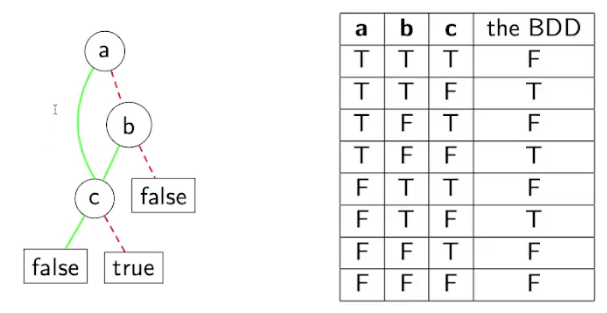 a
b
c
false
false
true
a b c the BDD
T T T F
T T F T
T F T F
T F F T
F T T F
F T F T
F F T F
F F F F